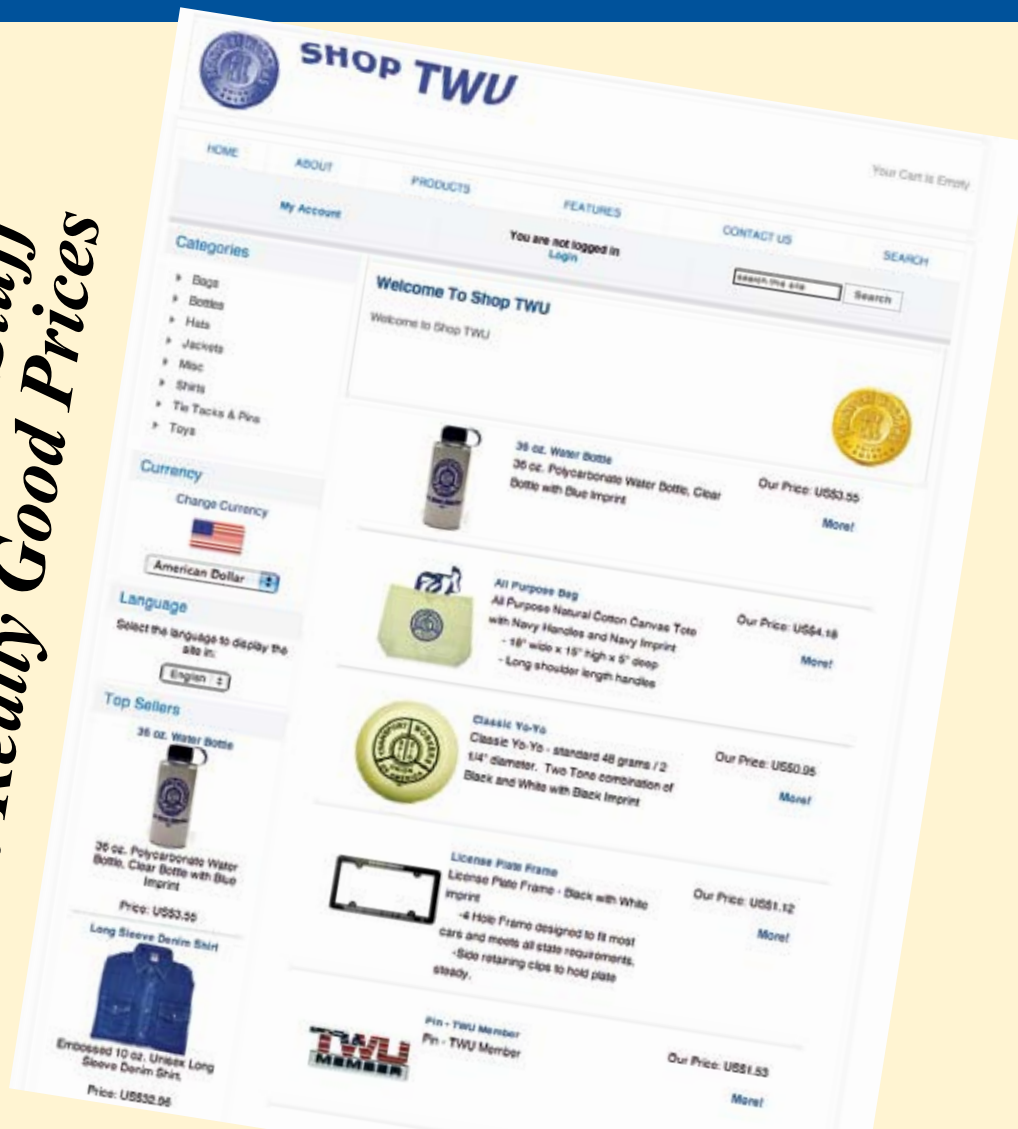 Really Good Prices
SHOP TWU
Your Cart Is Empty
HOME
ABOUT
PRODUCTS
FEATURES
CONTACT US
SEARCH
My Account
You are not logged in
Login
search this site
Search
Categories
Bags
Bottles
Hats
Jackets
Misc
Shirts
Tie Tacks & Pins
Toys
Currency
Change Currency
American Dollar
Language
Select the language to display the
site in:
English
Top Sellers
36 oz. Water Bottle
36 oz. Polycarbonate Water
Bottle, Clear Bottle with Blue
Imprint
Price: US$3.55
Long Sleeve Denim Shirt
Embossed 10 oz. Unisex Long
Sleeve Denim Shirt.
Price: US$32.95
Welcome To Shop TWU
Welcome to Shop TWU
36 oz. Water Bottle
36 oz. Polycarbonate Water Bottle, Clear
Bottle with Blue Imprint
Our Price: US$3.55
More!
All Purpose Bag
All Purpose Natural Cotton Canvas Tote
with Navy Handles and Navy Imprint
- 18" wide x 15" high x 5" deep
- Long shoulder length handles
Our Price: US$4.18
More!
TRANSPORT WORKERS
UNION
OF AMERICA
Classic Yo-Yo
Classic Yo-Yo - standard 48 grams / 2
1/4" diameter. Two Tone combination of
Black and White with Black Imprint
Our Price: US$0.95
More!
License Plate Frame
License Plate Frame - Black with White
Imprint
-4 Hole Frame designed to fit most
cars and meets all state requirements.
-Side retaining clips to hold plate
steady.
Our Price: US$1.12
More!
TWU
MEMBER
Pin - TWU Member
Pin - TWU Member
Our Price: US$1.53
More!